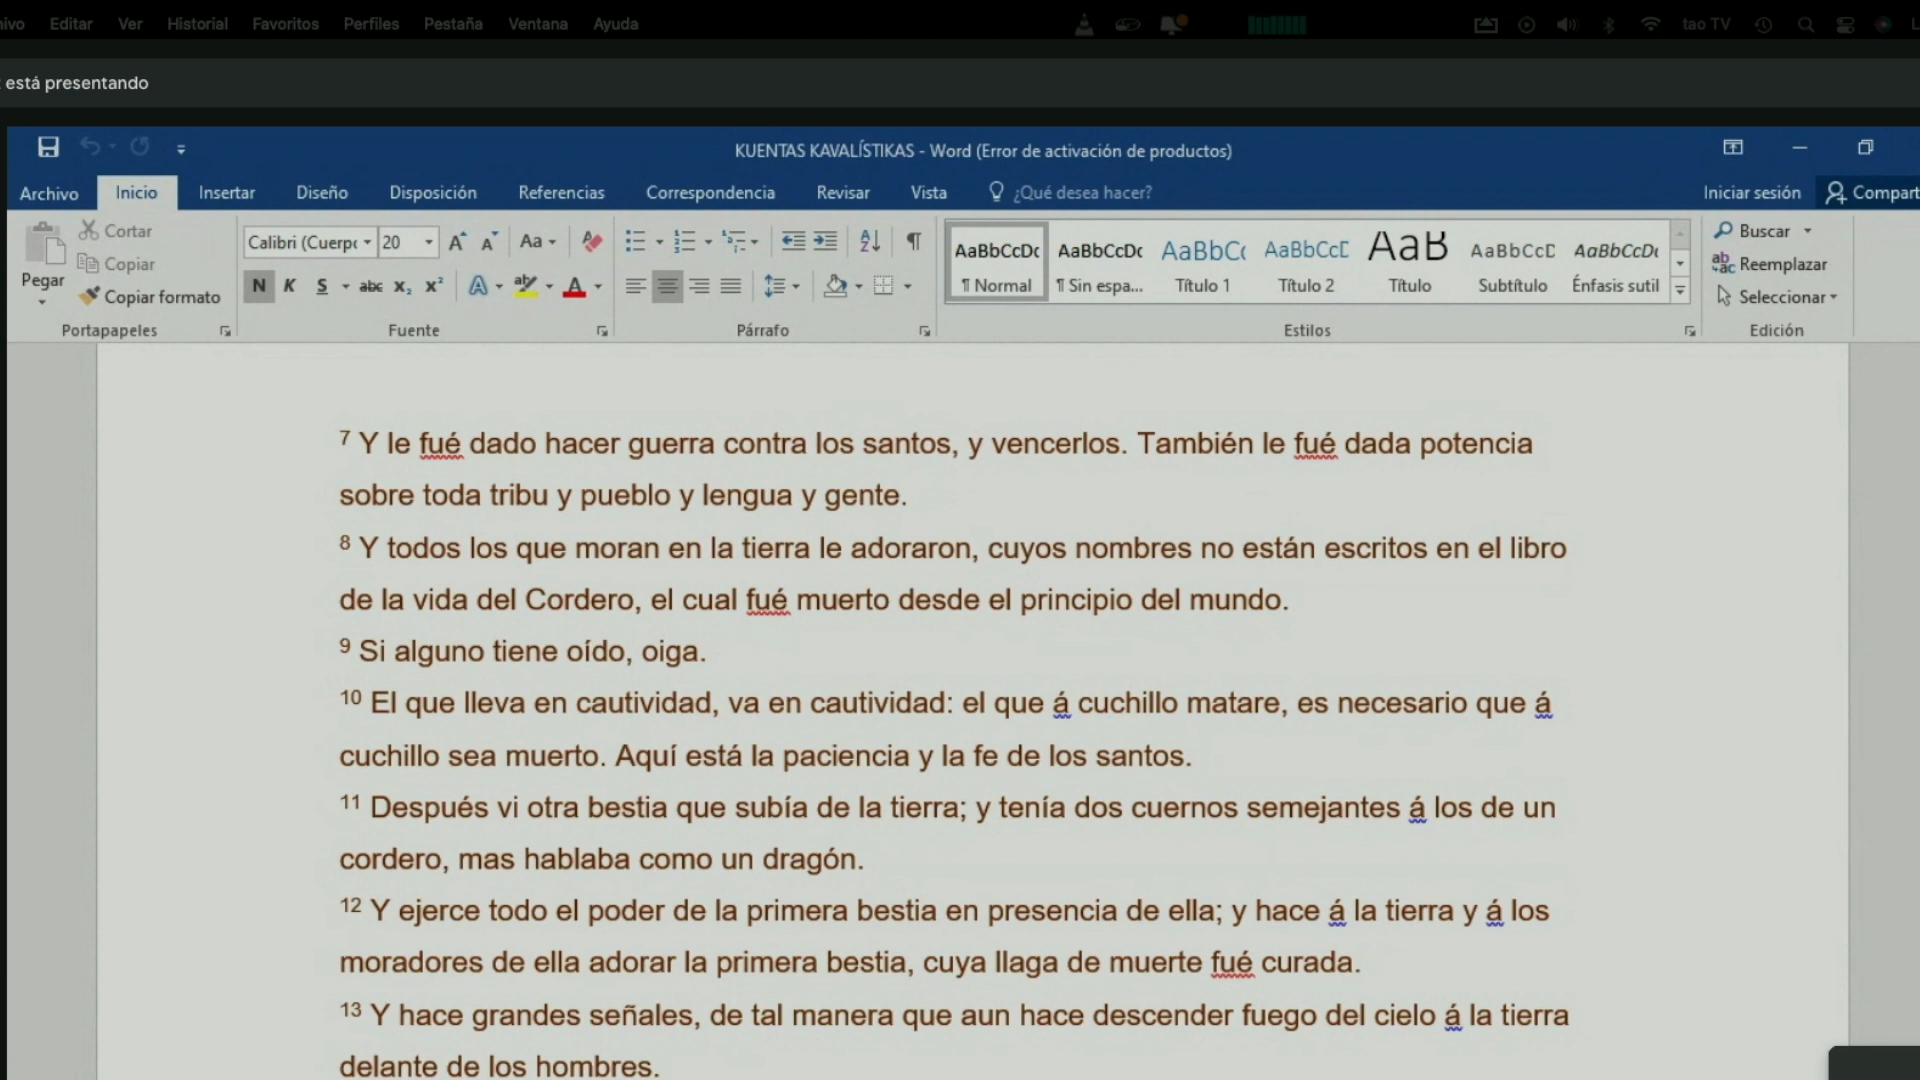 Editar Ver Historial Favoritos Perfiles Pestaña Ventana Ayuda tao TV
está presentando
KUENTAS KAVALÍSTIKAS - Word (Error de activación de productos)
Archivo Inicio Insertar Diseño Disposición Referencias Correspondencia Revisar Vista ¿Qué desea hacer? Iniciar sesión Compart
Pegar
Cortar
Copiar
Copiar formato
Portapapeles
Calibri (Cuerpo 20 Aa
N K S abc x₂ x² A aby A
Fuente
Párrafo
AaBbCcDc AaBbCcDc AaBbCc AaBbCcE AaB AaBbCcD AaBbCcDc
¶ Normal ¶ Sin espa... Título 1 Título 2 Título Subtítulo Énfasis sutil
Estilos
Buscar
Reemplazar
Seleccionar
Edición
7 Y le fué dado hacer guerra contra los santos, y vencerlos. También le fué dada potencia
sobre toda tribu y pueblo y lengua y gente.
8 Y todos los que moran en la tierra le adoraron, cuyos nombres no están escritos en el libro
de la vida del Cordero, el cual fué muerto desde el principio del mundo.
9 Si alguno tiene oído, oiga.
10 El que lleva en cautividad, va en cautividad: el que á cuchillo matare, es necesario que á
cuchillo sea muerto. Aquí está la paciencia y la fe de los santos.
11 Después vi otra bestia que subía de la tierra; y tenía dos cuernos semejantes á los de un
cordero, mas hablaba como un dragón.
12 Y ejerce todo el poder de la primera bestia en presencia de ella; y hace á la tierra y á los
moradores de ella adorar la primera bestia, cuya llaga de muerte fué curada.
13 Y hace grandes señales, de tal manera que aun hace descender fuego del cielo á la tierra
delante de los hombres.